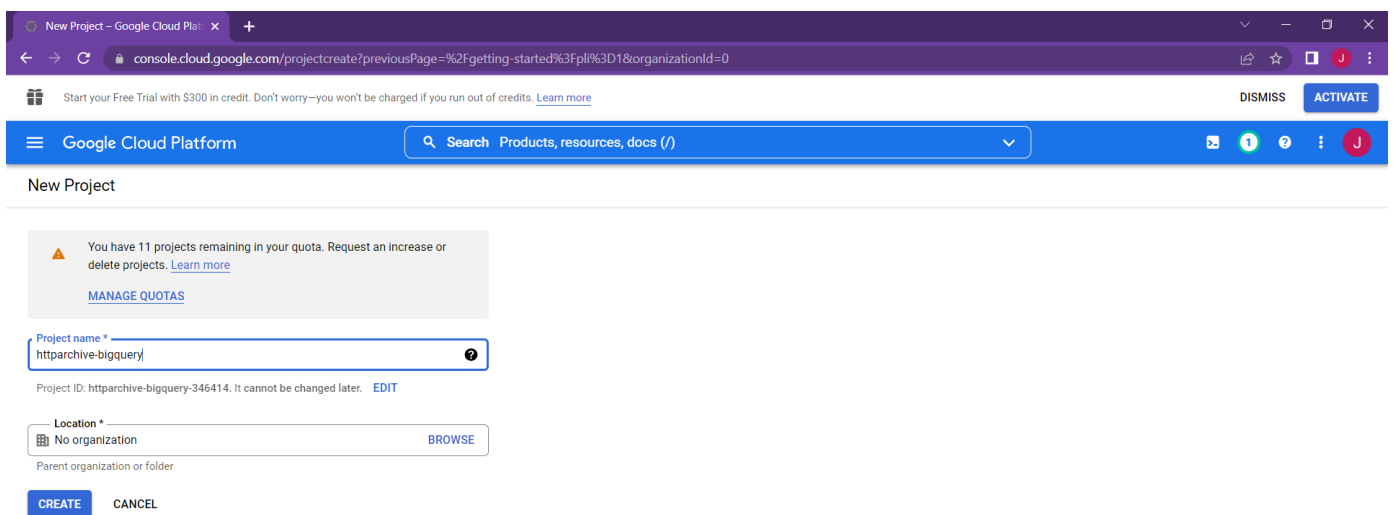 New Project – Google Cloud Plat
console.cloud.google.com/projectcreate?previousPage=%2Fgetting-started%3Fpli%3D1&organizationId=0
J
Start your Free Trial with $300 in credit. Don't worry—you won't be charged if you run out of credits. Learn more
DISMISS
ACTIVATE
Google Cloud Platform
Search Products, resources, docs (/)
1
J
New Project
You have 11 projects remaining in your quota. Request an increase or
delete projects. Learn more
MANAGE QUOTAS
Project name *
httparchive-bigquery
Project ID: httparchive-bigquery-346414. It cannot be changed later. EDIT
Location *
No organization
BROWSE
Parent organization or folder
CREATE
CANCEL